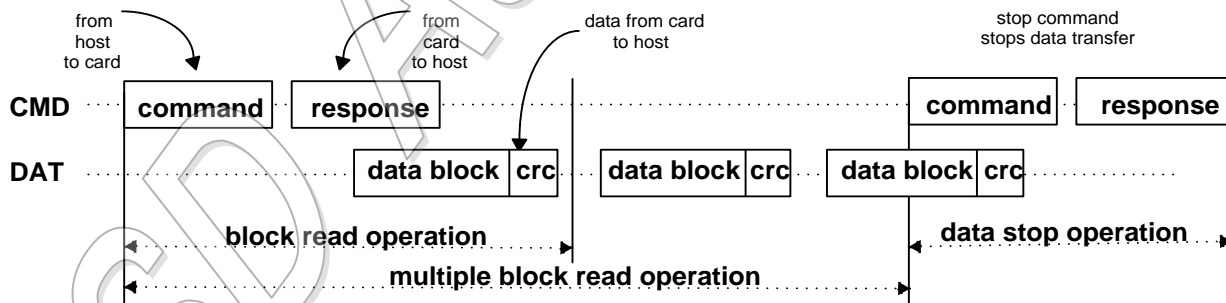 from
host
to card
from
card
to host
data from card
to host
stop command
stops data transfer
CMD command response command response
DAT data block crc data block crc data block crc
block read operation data stop operation
multiple block read operation